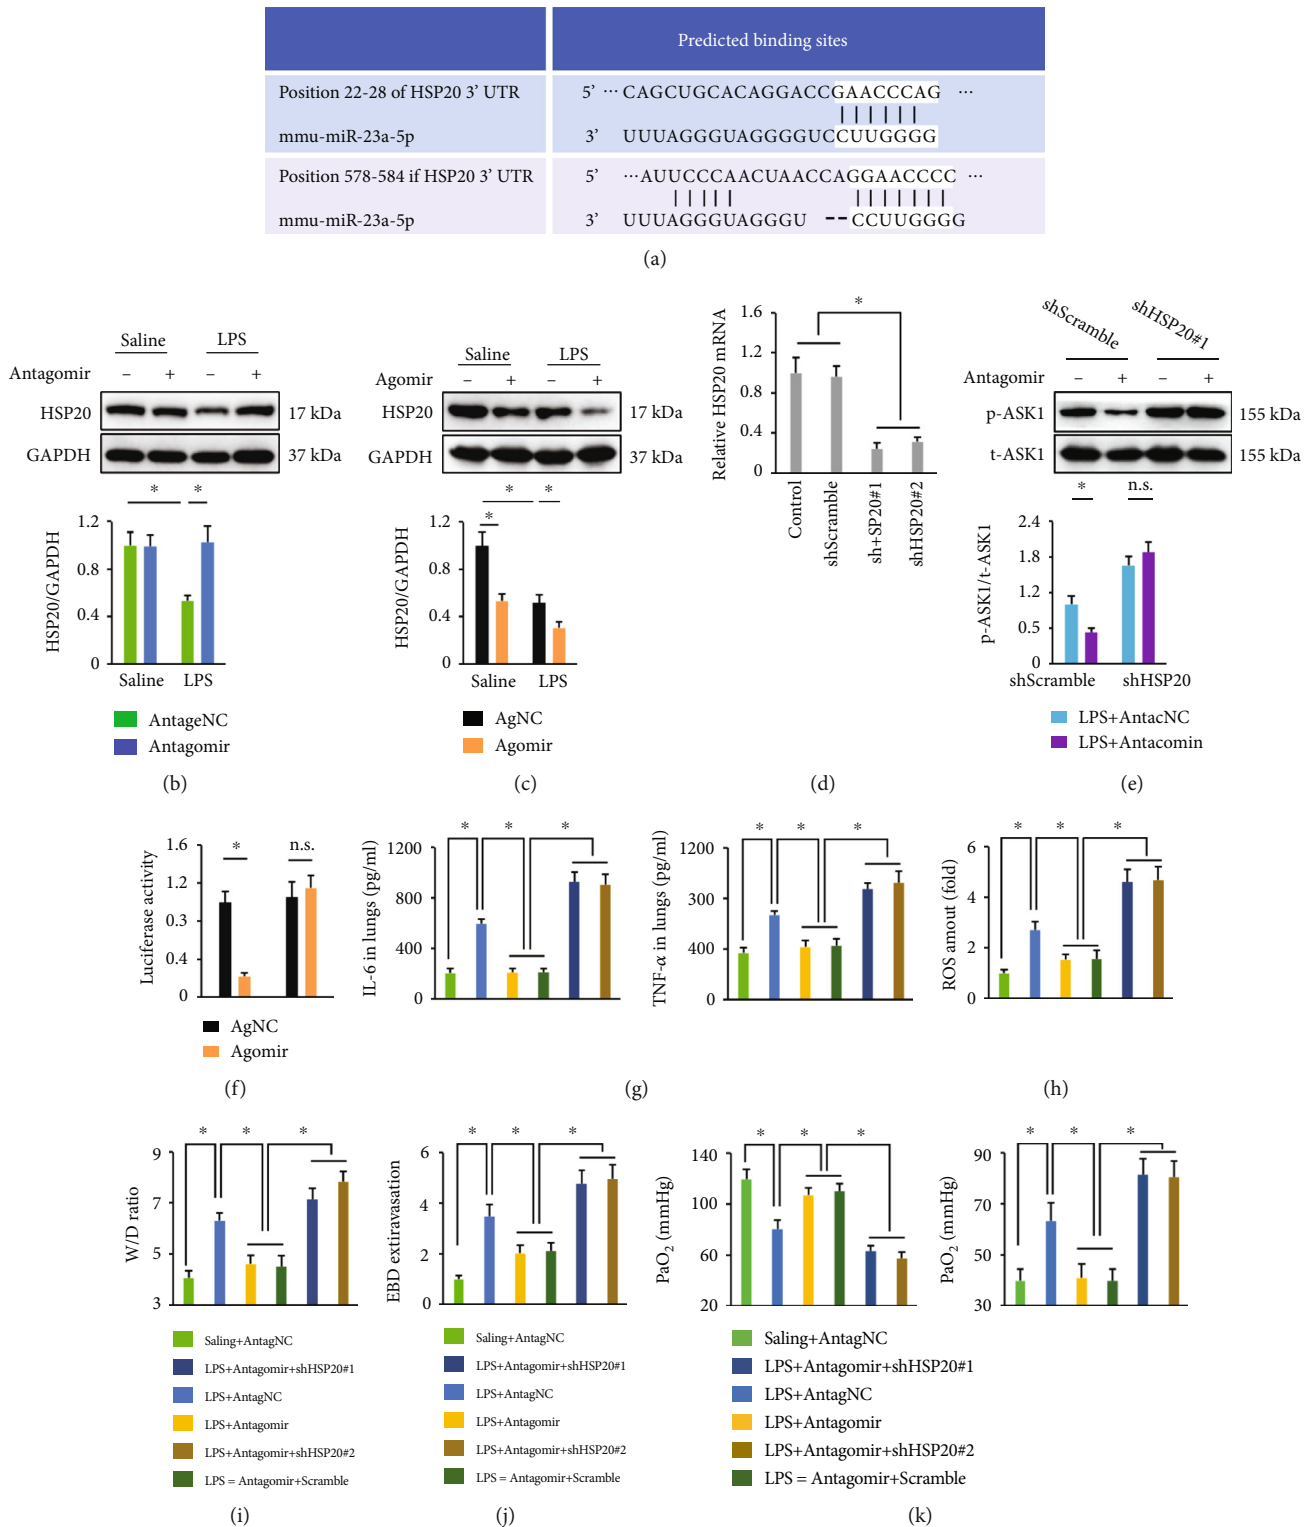 Predicted binding sites
Position 22-28 of HSP20 3' UTR 5' ··· CAGCUGCACAGGACCGAACCCAG ···
mmu-miR-23a-5p 3' UUUAGGGUAGGGGUCCUUGGGG
Position 578-584 if HSP20 3' UTR 5' ···AUUCCCAACUAACCAGGAACCCC ···
mmu-miR-23a-5p 3' UUUAGGGUAGGGU --CCUUGGGG
(a)
Saline LPS
Antagomir – + – +
HSP20 17 kDa
GAPDH 37 kDa
* *
HSP20/GAPDH
1.2
0.8
0.4
0
Saline LPS
AntageNC
Antagomir
(b)
Saline LPS
Agomir – + – +
HSP20 17 kDa
GAPDH 37 kDa
* * *
HSP20/GAPDH
1.2
0.8
0.4
0
Saline LPS
AgNC
Agomir
(c)
*
Relative HSP20 mRNA
1.6
1.2
0.8
0.4
0
Control
shScramble
sh+SP20#1
shHSP20#2
(d)
shScramble shHSP20#1
Antagomir – + – +
p-ASK1 155 kDa
t-ASK1 155 kDa
* n.s.
p-ASK1/t-ASK1
2.4
1.8
1.2
0.5
0
shScramble shHSP20
LPS+AntacNC
LPS+Antacomin
(e)
* n.s.
Luciferase activity
1.6
1.2
0.3
0.4
0
AgNC
Agomir
(f)
* * *
IL-6 in lungs (pg/ml)
1200
800
400
0
* * *
TNF-α in lungs (pg/ml)
1200
300
400
0
(g)
* * *
ROS amout (fold)
6
4
2
0
(h)
* * *
W/D ratio
9
7
5
3
Saling+AntagNC
LPS+Antagomir+shHSP20#1
LPS+AntagNC
LPS+Antagomir
LPS+Antagomir+shHSP20#2
LPS = Antagomir+Scramble
(i)
* * *
EBD extiravasation
6
4
2
0
Saling+AntagNC
LPS+Antagomir+shHSP20#1
LPS+AntagNC
LPS+Antagomir
LPS+Antagomir+shHSP20#2
LPS = Antagomir+Scramble
(j)
* * *
PaO2 (mmHg)
140
100
60
20
* * *
PaO2 (mmHg)
90
70
50
30
Saling+AntagNC
LPS+Antagomir+shHSP20#1
LPS+AntagNC
LPS+Antagomir
LPS+Antagomir+shHSP20#2
LPS = Antagomir+Scramble
(k)